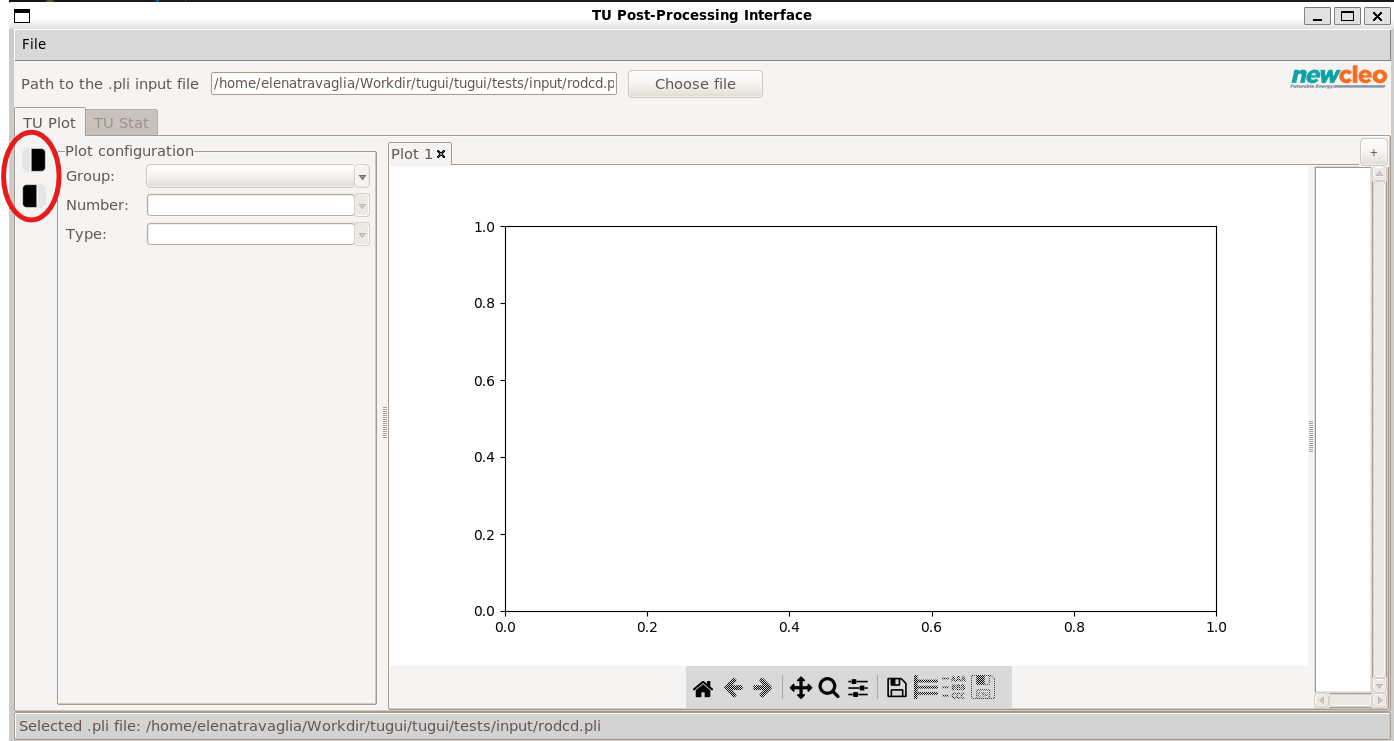 TU Post-Processing Interface
File
Path to the .pli input file /home/elenatravaglia/Workdir/tugui/tugui/tests/input/rodcd.p Choose file
newcleo
Futurable Energy
TU Plot TU Stat
Plot configuration
Plot 1 +
Group:
Number:
Type:
1.0
0.8
0.6
0.4
0.2
0.0
0.0 0.2 0.4 0.6 0.8 1.0
AAA
BBB
CCC
Selected .pli file: /home/elenatravaglia/Workdir/tugui/tugui/tests/input/rodcd.pli